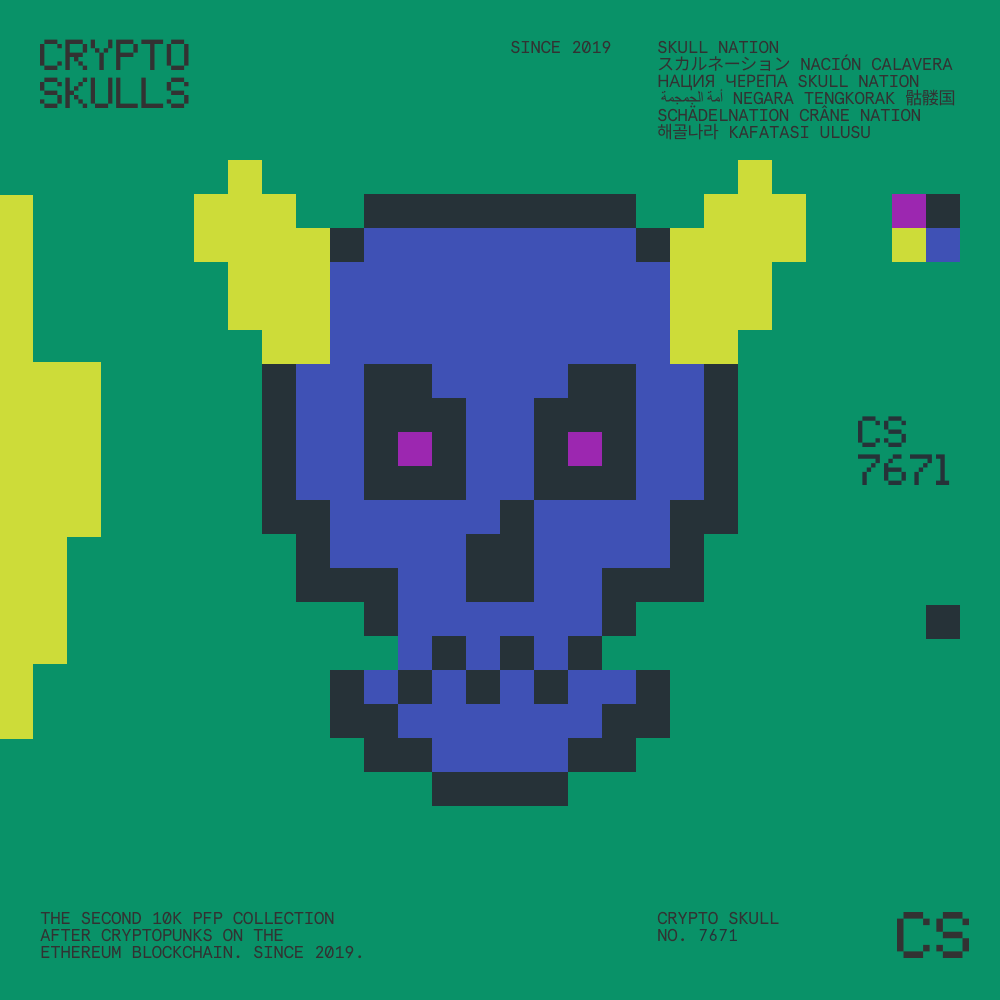 CRYPTO
SKULLS
SINCE 2019
SKULL NATION
スカルネーション NACIÓN CALAVERA
НАЦИЯ ЧЕРЕПА SKULL NATION
أمة الجمجمة NEGARA TENGKORAK 骷髅国
SCHÄDELNATION CRÂNE NATION
해골나라 KAFATASI ULUSU
CS
7671
THE SECOND 10K PFP COLLECTION
AFTER CRYPTOPUNKS ON THE
ETHEREUM BLOCKCHAIN. SINCE 2019.
CRYPTO SKULL
NO. 7671
CS